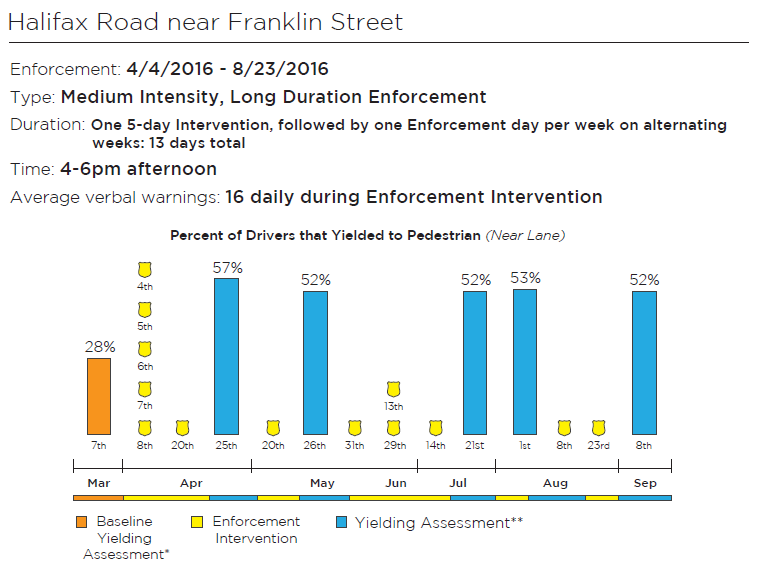 Halifax Road near Franklin Street
Enforcement: 4/4/2016 - 8/23/2016
Type: Medium Intensity, Long Duration Enforcement
Duration: One 5-day Intervention, followed by one Enforcement day per week on alternating
weeks: 13 days total
Time: 4-6pm afternoon
Average verbal warnings: 16 daily during Enforcement Intervention
Percent of Drivers that Yielded to Pedestrian (Near Lane)
28%
4th
5th
6th
7th
57%
52%
13th
52%
53%
52%
7th 8th 20th 25th 20th 26th 31th 29th 14th 21st 1st 8th 23rd 8th
Mar Apr May Jun Jul Aug Sep
Baseline
Yielding
Assessment*
Enforcement
Intervention
Yielding Assessment**